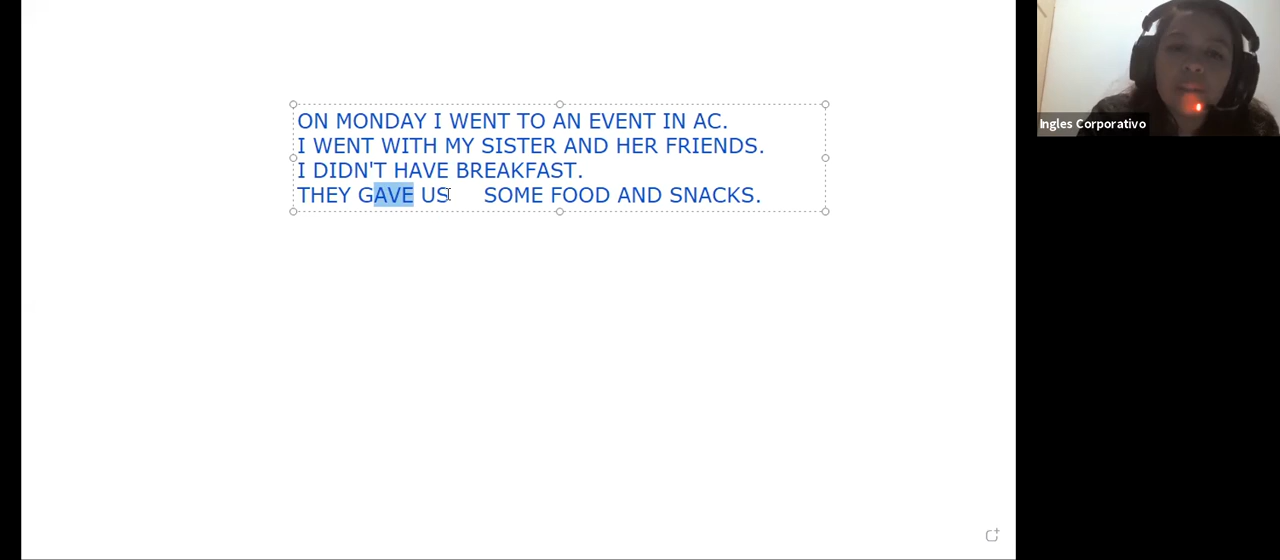 ON MONDAY I WENT TO AN EVENT IN AC.
I WENT WITH MY SISTER AND HER FRIENDS.
I DIDN'T HAVE BREAKFAST.
THEY GAVE US SOME FOOD AND SNACKS.
Ingles Corporativo